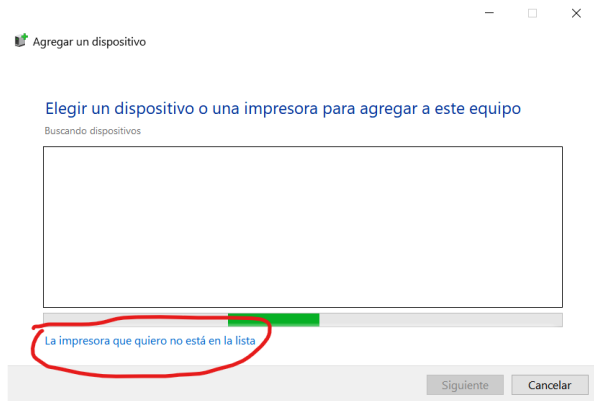 Agregar un dispositivo
Elegir un dispositivo o una impresora para agregar a este equipo
Buscando dispositivos
La impresora que quiero no está en la lista
Siguiente
Cancelar